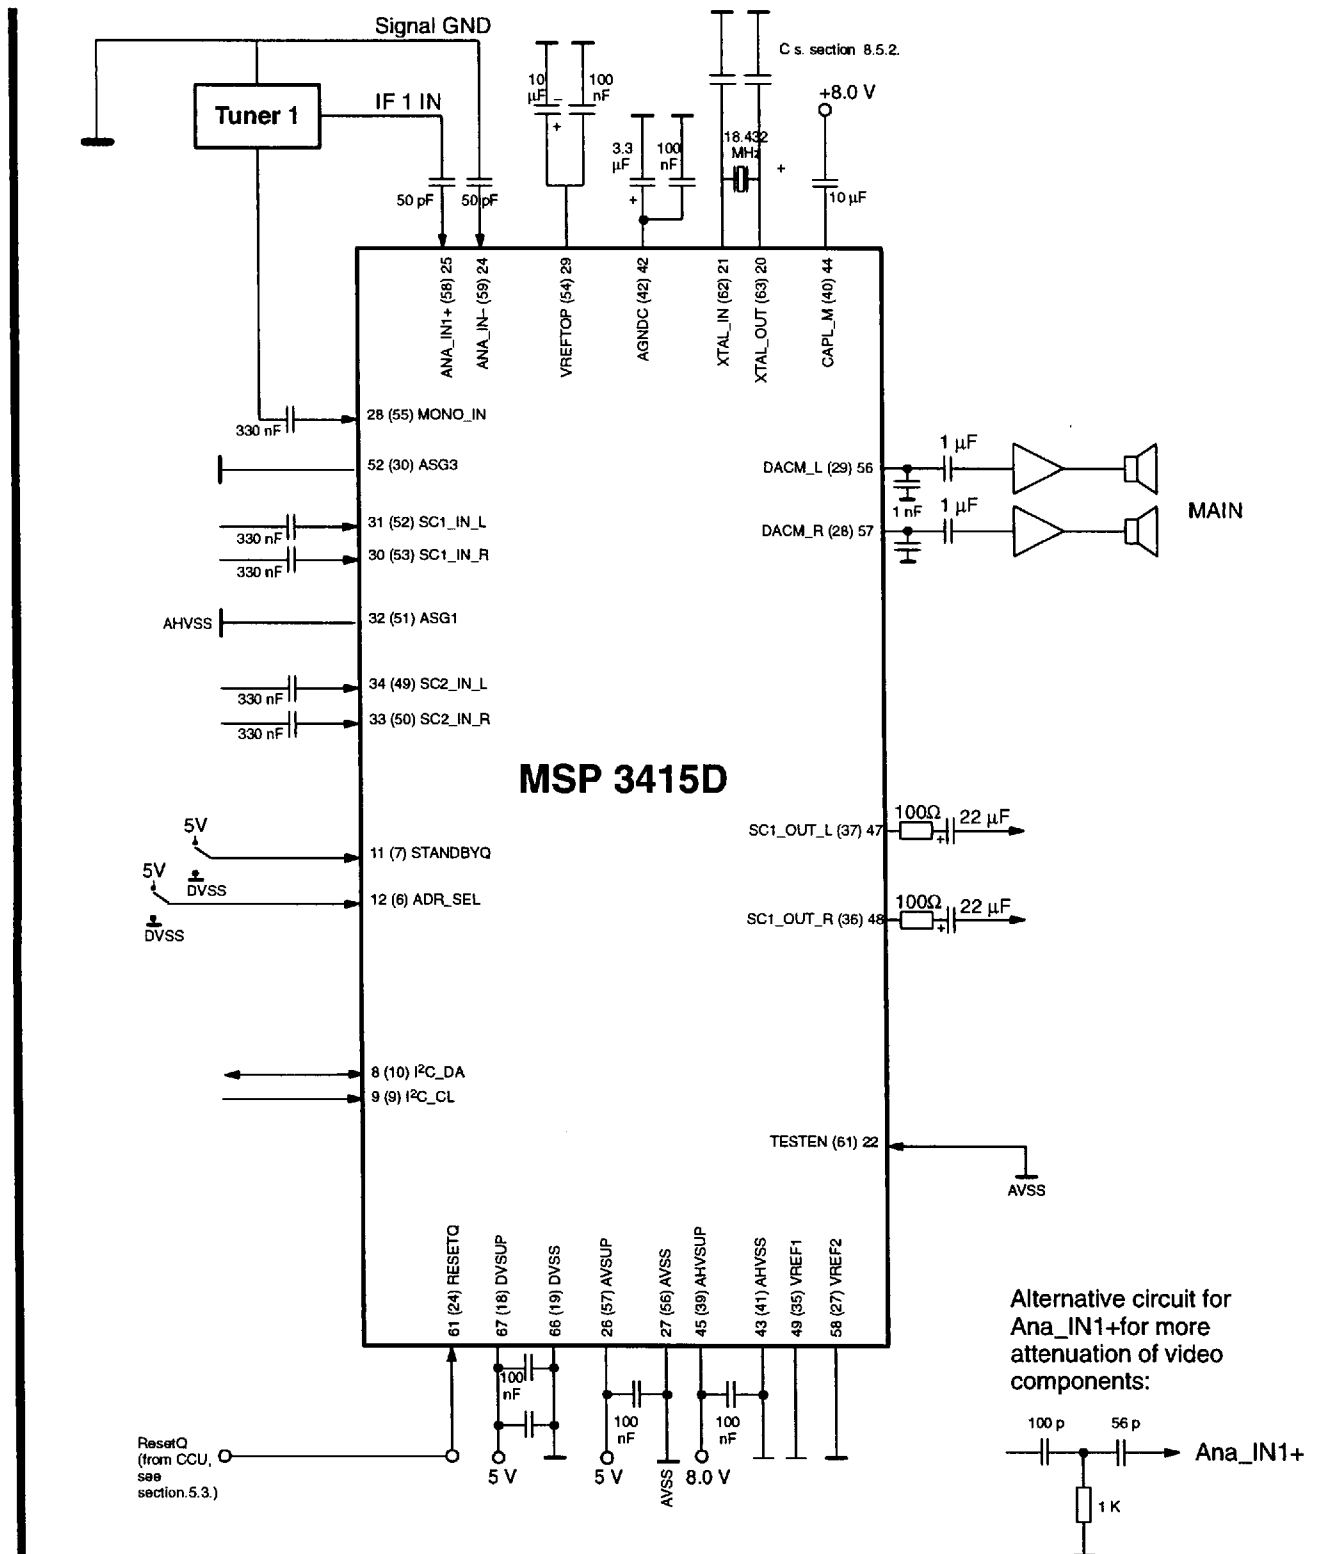 Signal GND
C s. section 8.5.2.
10
µF
–
+
100
nF
+8.0 V
Tuner 1
IF 1 IN
3.3
µF
+
100
nF
18.432
MHz
+
50 pF
50 pF
10 µF
ANA_IN1+ (58) 25
ANA_IN- (59) 24
VREFTOP (54) 29
AGNDC (42) 42
XTAL_IN (62) 21
XTAL_OUT (63) 20
CAPL_M (40) 44
330 nF
28 (55) MONO_IN
52 (30) ASG3
330 nF
31 (52) SC1_IN_L
330 nF
30 (53) SC1_IN_R
AHVSS
32 (51) ASG1
330 nF
34 (49) SC2_IN_L
330 nF
33 (50) SC2_IN_R
DACM_L (29) 56
1 µF
1 nF
DACM_R (28) 57
1 µF
MAIN
MSP 3415D
5V
DVSS
11 (7) STANDBYQ
5V
DVSS
12 (6) ADR_SEL
SC1_OUT_L (37) 47
100Ω
+
22 µF
SC1_OUT_R (36) 48
100Ω
+
22 µF
8 (10) I²C_DA
9 (9) I²C_CL
TESTEN (61) 22
AVSS
61 (24) RESETQ
67 (18) DVSUP
66 (19) DVSS
26 (57) AVSUP
27 (56) AVSS
45 (39) AHVSUP
43 (41) AHVSS
49 (35) VREF1
58 (27) VREF2
100
nF
100
nF
100
nF
ResetQ
(from CCU,
see
section.5.3.)
5 V
5 V
AVSS
8.0 V
Alternative circuit for
Ana_IN1+for more
attenuation of video
components:
100 p
56 p
Ana_IN1+
1 K